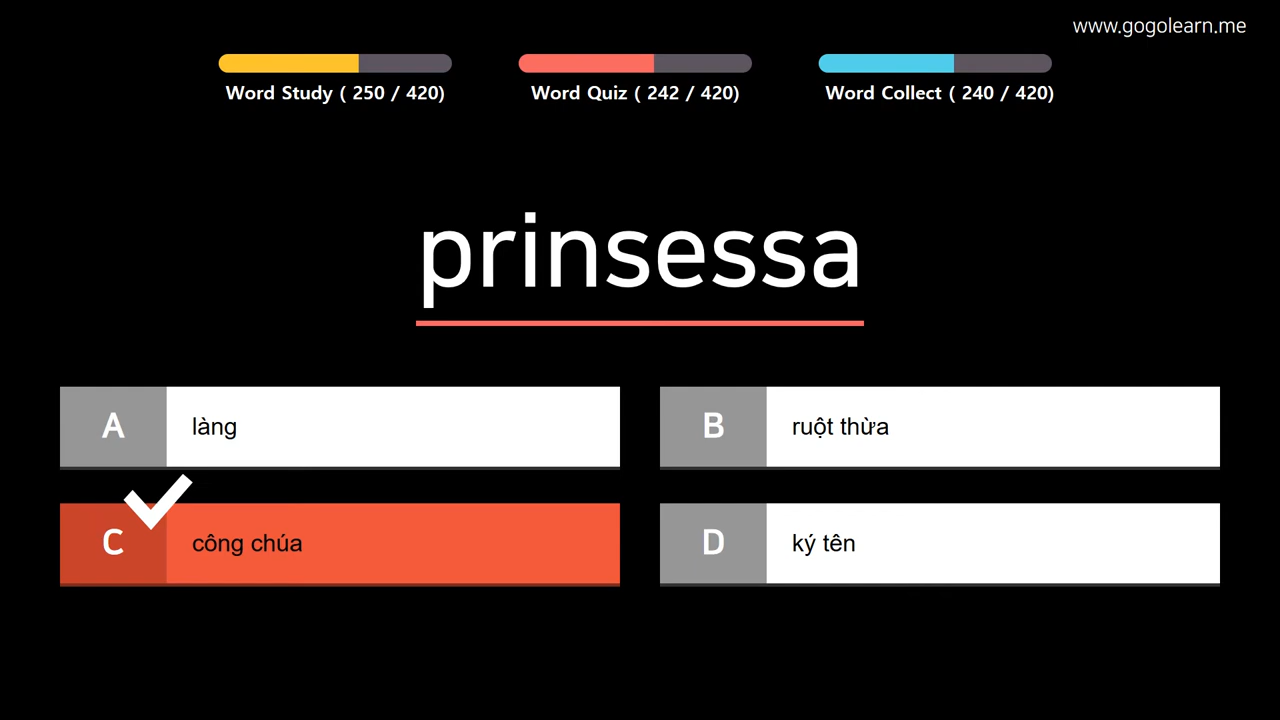 www.gogolearn.me
Word Study ( 250 / 420)
Word Quiz ( 242 / 420)
Word Collect ( 240 / 420)
prinsessa
A làng
B ruột thừa
C công chúa
D ký tên